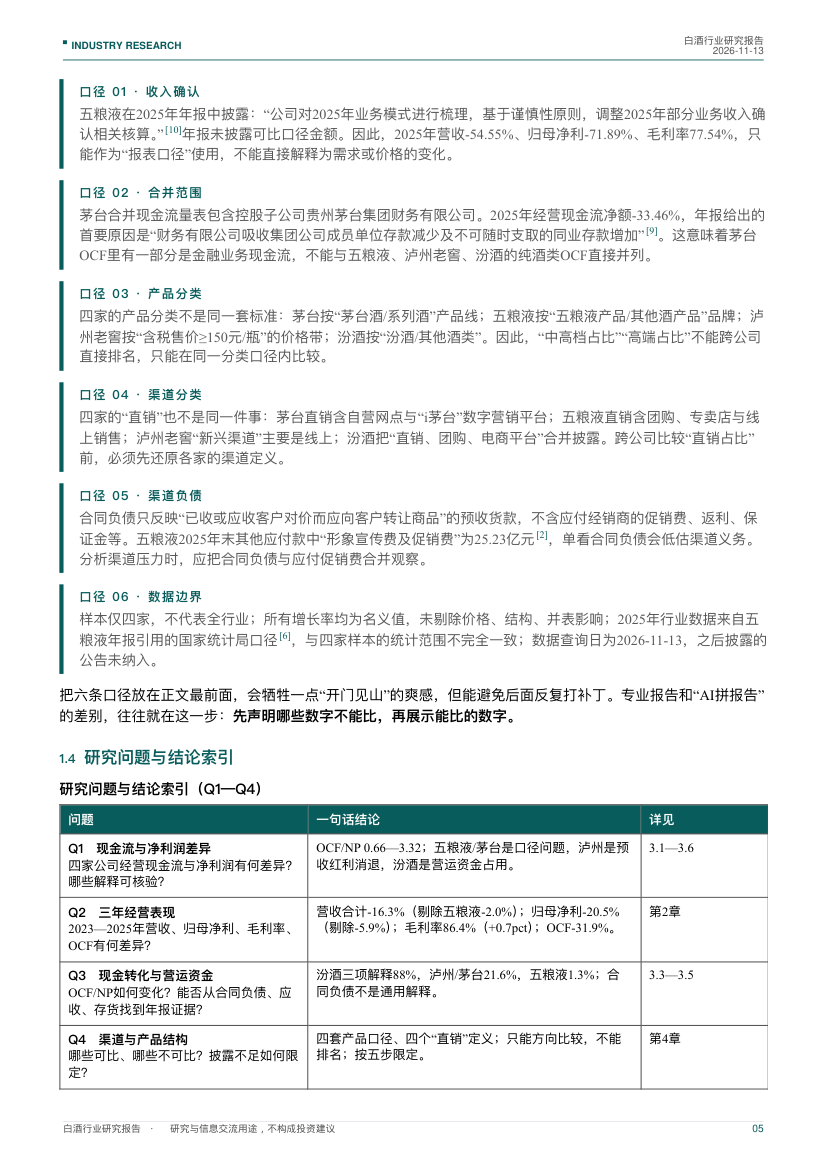 INDUSTRY RESEARCH
白酒行业研究报告
2026-11-13
口径 01 · 收入确认
五粮液在2025年年报中披露：“公司对2025年业务模式进行梳理，基于谨慎性原则，调整2025年部分业务收入确
认相关核算。”[10]年报未披露可比口径金额。因此，2025年营收-54.55%、归母净利-71.89%、毛利率77.54%，只
能作为“报表口径”使用，不能直接解释为需求或价格的变化。
口径 02 · 合并范围
茅台合并现金流量表包含控股子公司贵州茅台集团财务有限公司。2025年经营现金流净额-33.46%，年报给出的
首要原因是“财务有限公司吸收集团公司成员单位存款减少及不可随时支取的同业存款增加”[9]。这意味着茅台
OCF里有一部分是金融业务现金流，不能与五粮液、泸州老窖、汾酒的纯酒类OCF直接并列。
口径 03 · 产品分类
四家的产品分类不是同一套标准：茅台按“茅台酒/系列酒”产品线；五粮液按“五粮液产品/其他酒产品”品牌；泸
州老窖按“含税售价≥150元/瓶”的价格带；汾酒按“汾酒/其他酒类”。因此，“中高档占比”“高端占比”不能跨公司
直接排名，只能在同一分类口径内比较。
口径 04 · 渠道分类
四家的“直销”也不是同一件事：茅台直销含自营网点与“i茅台”数字营销平台；五粮液直销含团购、专卖店与线
上销售；泸州老窖“新兴渠道”主要是线上；汾酒把“直销、团购、电商平台”合并披露。跨公司比较“直销占比”
前，必须先还原各家的渠道定义。
口径 05 · 渠道负债
合同负债只反映“已收或应收客户对价而应向客户转让商品”的预收货款，不含应付经销商的促销费、返利、保
证金等。五粮液2025年末其他应付款中“形象宣传费及促销费”为25.23亿元[2]，单看合同负债会低估渠道义务。
分析渠道压力时，应把合同负债与应付促销费合并观察。
口径 06 · 数据边界
样本仅四家，不代表全行业；所有增长率均为名义值，未剔除价格、结构、并表影响；2025年行业数据来自五
粮液年报引用的国家统计局口径[6]，与四家样本的统计范围不完全一致；数据查询日为2026-11-13，之后披露的
公告未纳入。
把六条口径放在正文最前面，会牺牲一点“开门见山”的爽感，但能避免后面反复打补丁。专业报告和“AI拼报告”
的差别，往往就在这一步：先声明哪些数字不能比，再展示能比的数字。
1.4 研究问题与结论索引
研究问题与结论索引（Q1—Q4）
问题 一句话结论 详见
Q1 现金流与净利润差异
四家公司经营现金流与净利润有何差异？
哪些解释可核验？
OCF/NP 0.66—3.32；五粮液/茅台是口径问题，泸州是预
收红利消退，汾酒是营运资金占用。
3.1—3.6
Q2 三年经营表现
2023—2025年营收、归母净利、毛利率、
OCF有何差异？
营收合计-16.3%（剔除五粮液-2.0%）；归母净利-20.5%
（剔除-5.9%）；毛利率86.4%（+0.7pct）；OCF-31.9%。
第2章
Q3 现金转化与营运资金
OCF/NP如何变化？能否从合同负债、应
收、存货找到年报证据？
汾酒三项解释88%，泸州/茅台21.6%，五粮液1.3%；合
同负债不是通用解释。
3.3—3.5
Q4 渠道与产品结构
哪些可比、哪些不可比？披露不足如何限
定？
四套产品口径、四个“直销”定义；只能方向比较，不能
排名；按五步限定。
第4章
白酒行业研究报告 · 研究与信息交流用途，不构成投资建议
05